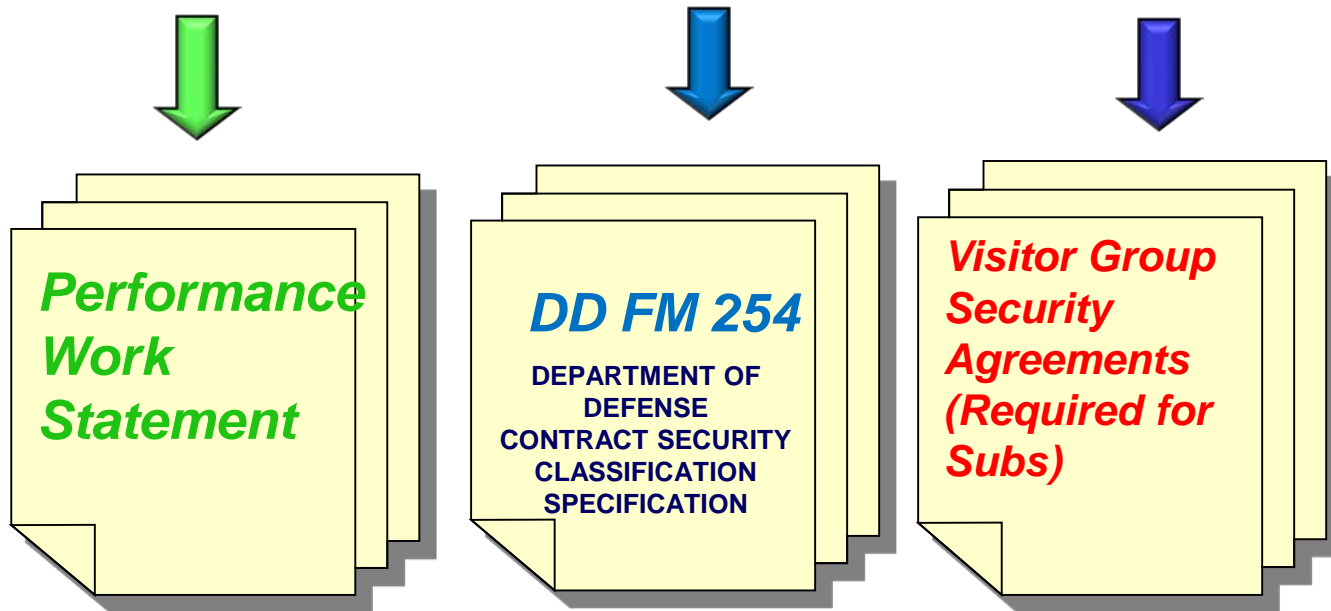 Performance
Work
Statement
DD FM 254
DEPARTMENT OF
DEFENSE
CONTRACT SECURITY
CLASSIFICATION
SPECIFICATION
Visitor Group
Security
Agreements
(Required for
Subs)